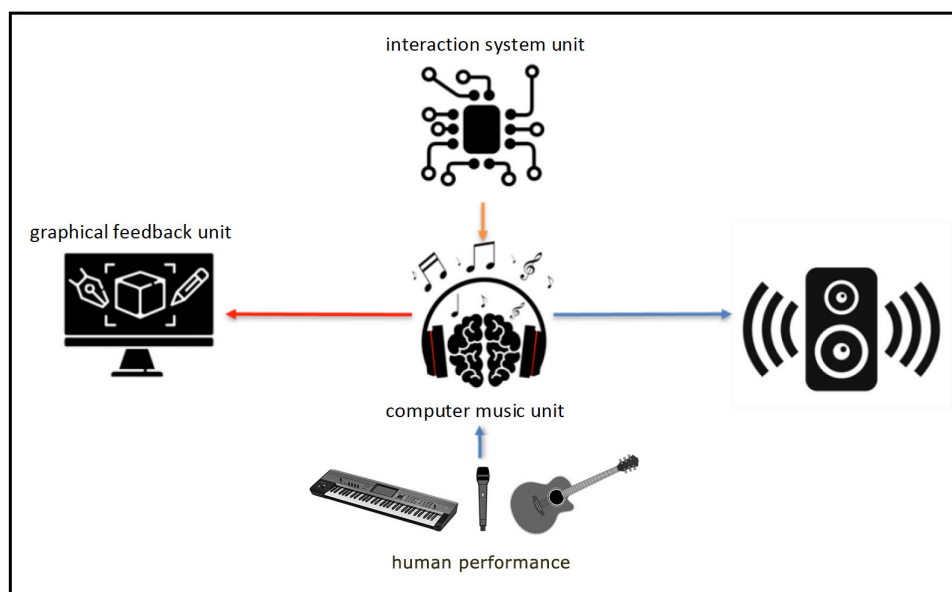 interaction system unit
graphical feedback unit
computer music unit
human performance